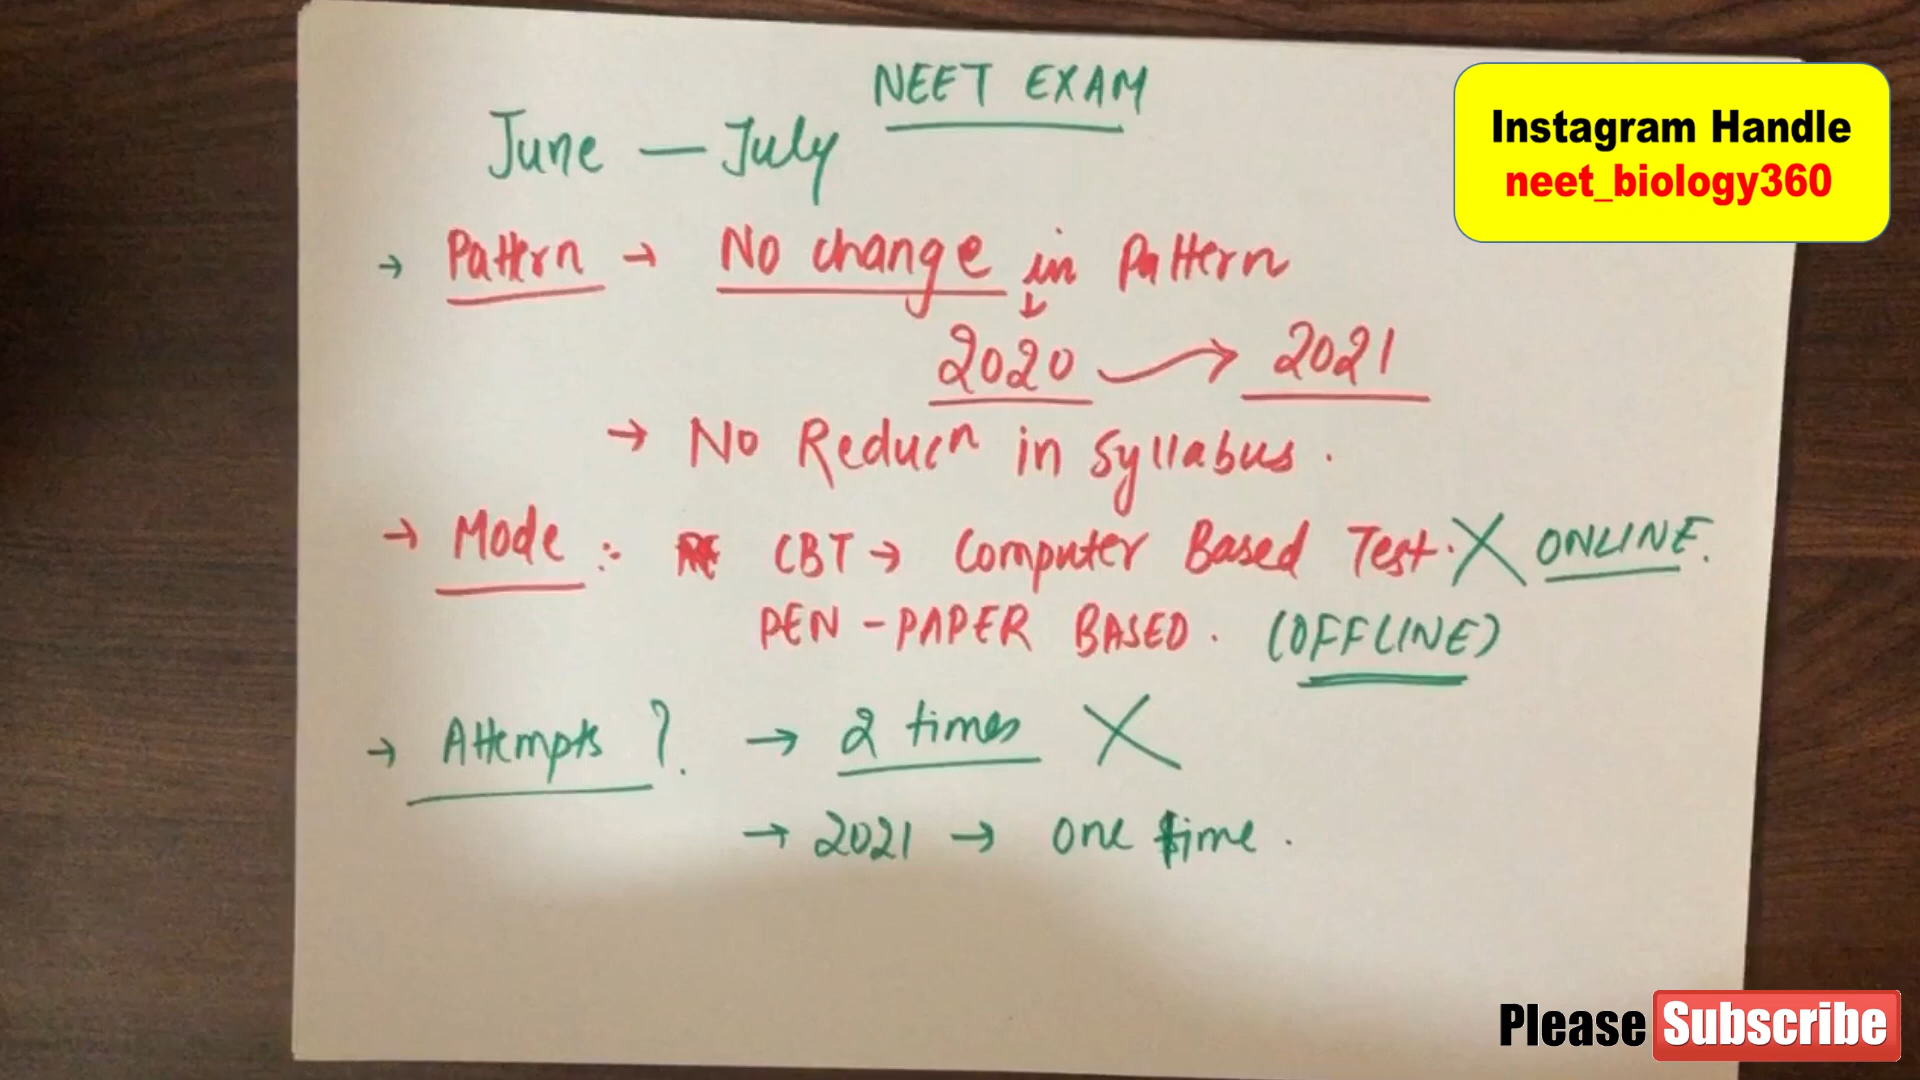 NEET EXAM
June — July
→ Pattern → No change in Pattern
2020 → 2021
→ No Reducn in syllabus.
→ Mode :- CBT → Computer Based Test. X ONLINE.
PEN - PAPER BASED. (OFFLINE)
→ Attempts ? → 2 times X
→ 2021 → one time.
Instagram Handle
neet_biology360
Please Subscribe